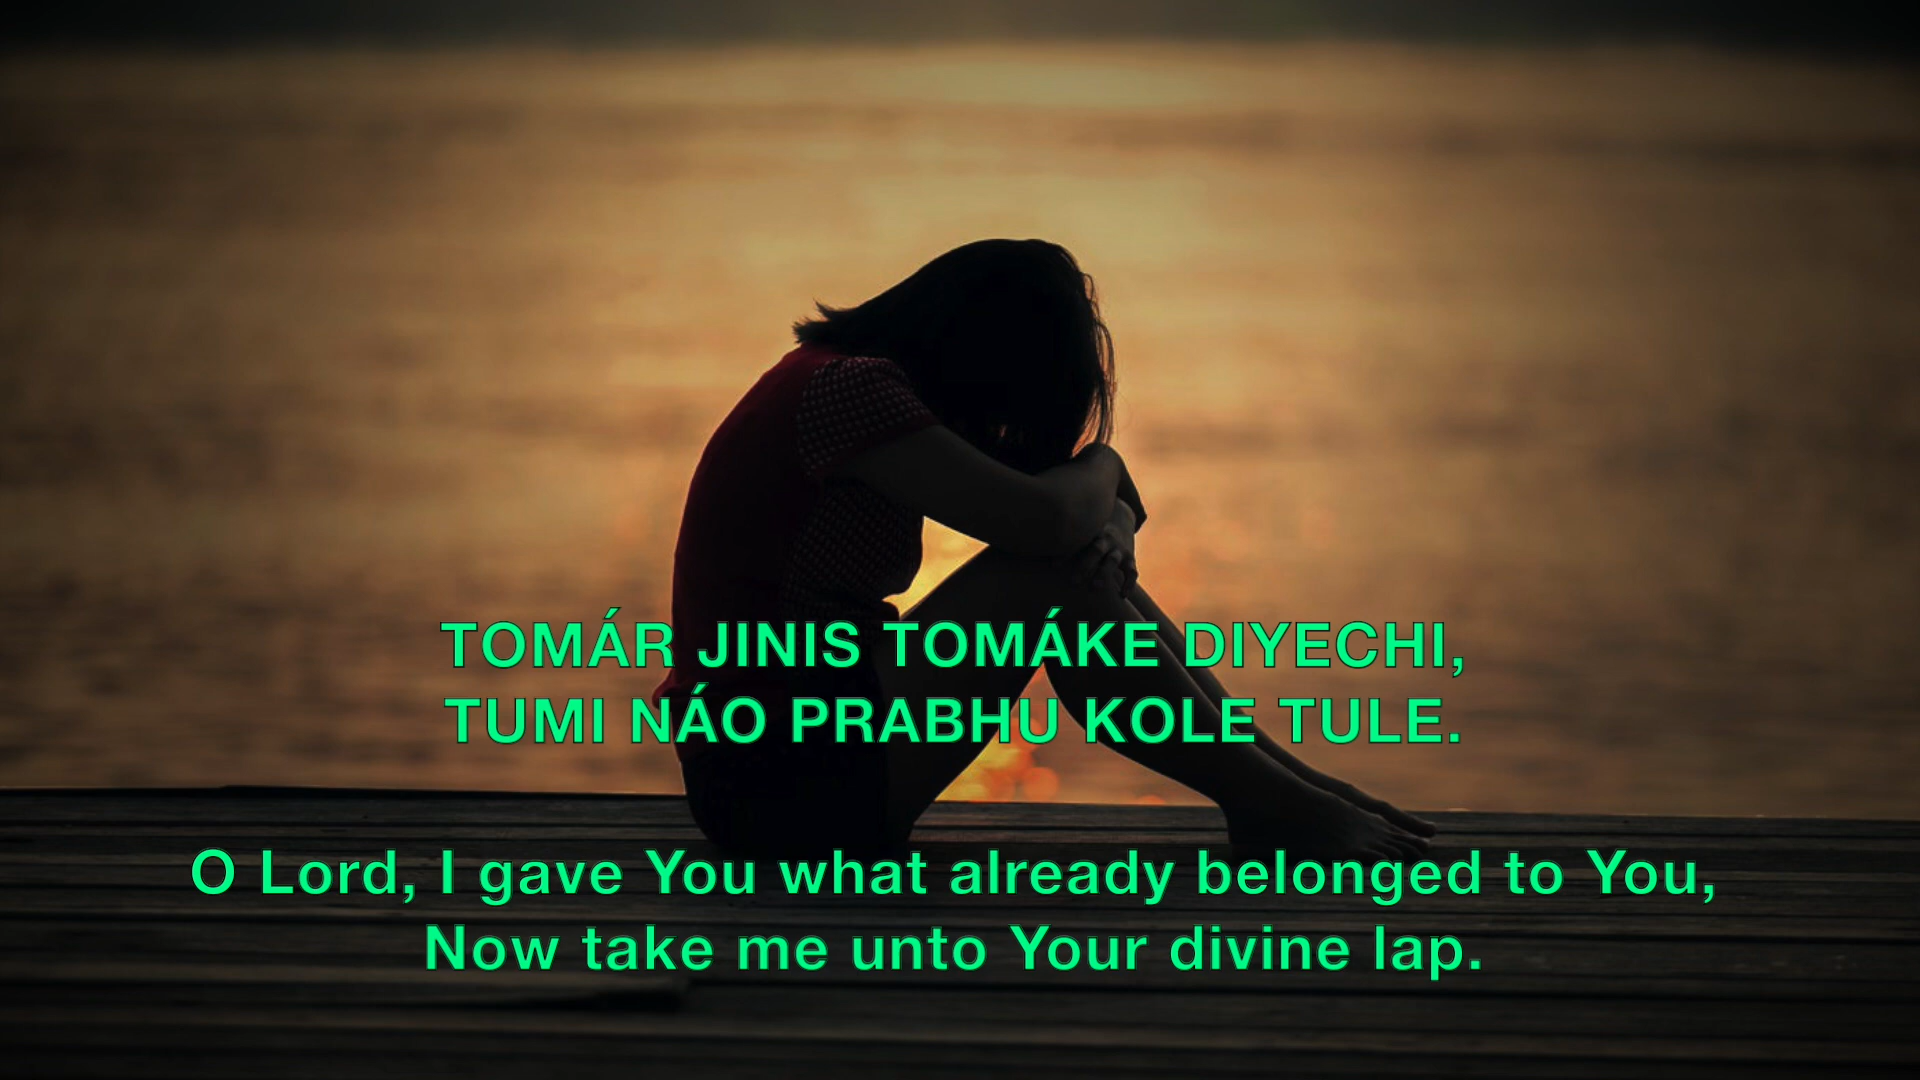 TOMÁR JINIS TOMÁKE DIYECHI,
TUMI NÁO PRABHU KOLE TULE.
O Lord, I gave You what already belonged to You,
Now take me unto Your divine lap.